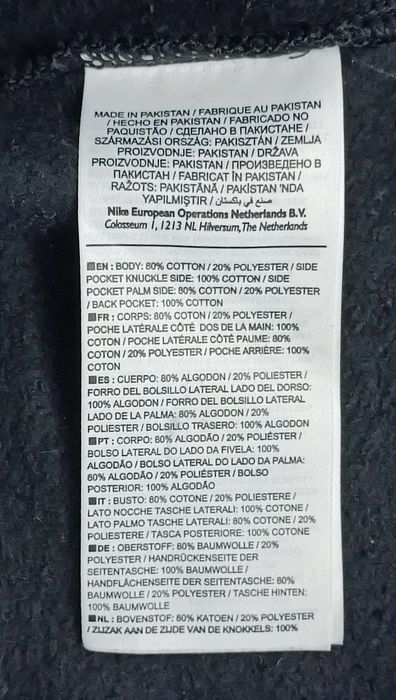 MADE IN PAKISTAN / FABRIQUE AU PAKISTAN
/ HECHO EN PAKISTAN / FABRICADO NO
PAQUISTÃO / СДЕЛАНО В ПАКИСТАНЕ /
SZÁRMAZÁSI ORSZÁG: PAKISZTÁN / ZEMLJA
PROIZVODNJE: PAKISTAN / DRŽAVA
PROIZVODNJE: PAKISTAN / ПРОИЗВЕДЕНО В
ПАКИСТАН / FABRICAT ÎN PAKISTAN /
RAŽOTS: PAKISTĀNĀ / PAKİSTAN 'NDA
YAPILMIŞTIR / صنع في باكستان
Nike European Operations Netherlands B.V.
Colosseum 1, 1213 NL Hilversum, The Netherlands
EN : BODY: 80% COTTON / 20% POLYESTER / SIDE
POCKET KNUCKLE SIDE: 100% COTTON / SIDE
POCKET PALM SIDE: 80% COTTON / 20% POLYESTER
/ BACK POCKET: 100% COTTON
FR : CORPS: 80% COTON / 20% POLYESTER /
POCHE LATÉRALE CÔTÉ DOS DE LA MAIN: 100%
COTON / POCHE LATÉRALE CÔTÉ PAUME: 80%
COTON / 20% POLYESTER / POCHE ARRIÈRE: 100%
COTON
ES : CUERPO: 80% ALGODON / 20% POLIESTER /
FORRO DEL BOLSILLO LATERAL LADO DEL DORSO:
100% ALGODON / FORRO DEL BOLSILLO LATERAL
LADO DE LA PALMA: 80% ALGODON / 20%
POLIESTER / BOLSILLO TRASERO: 100% ALGODON
PT : CORPO: 80% ALGODÃO / 20% POLIÉSTER /
BOLSO LATERAL DO LADO DA FIVELA: 100%
ALGODÃO / BOLSO LATERAL DO LADO DA PALMA:
80% ALGODÃO / 20% POLIÉSTER / BOLSO
POSTERIOR: 100% ALGODÃO
IT : BUSTO: 80% COTONE / 20% POLIESTERE /
LATO NOCCHE TASCHE LATERALI: 100% COTONE /
LATO PALMO TASCHE LATERALI: 80% COTONE / 20%
POLIESTERE / TASCA POSTERIORE: 100% COTONE
DE : OBERSTOFF: 80% BAUMWOLLE / 20%
POLYESTER / HANDRÜCKENSEITE DER
SEITENTASCHE: 100% BAUMWOLLE /
HANDFLÄCHENSEITE DER SEITENTASCHE: 80%
BAUMWOLLE / 20% POLYESTER / TASCHE HINTEN:
100% BAUMWOLLE
NL : BOVENSTOF: 80% KATOEN / 20% POLYESTER
/ ZIJZAK AAN DE ZIJDE VAN DE KNOKKELS: 100%